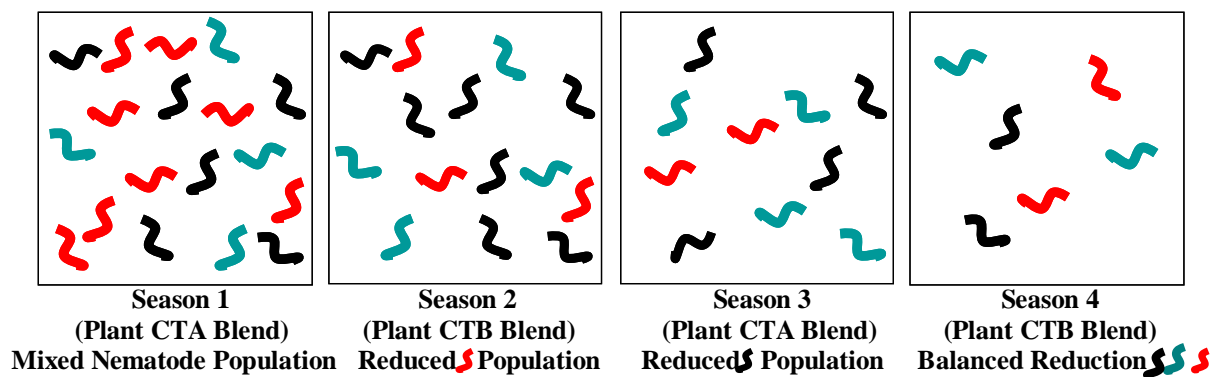 Season 1
(Plant CTA Blend)
Mixed Nematode Population
Season 2
(Plant CTB Blend)
Reduced Population
Season 3
(Plant CTA Blend)
Reduced Population
Season 4
(Plant CTB Blend)
Balanced Reduction